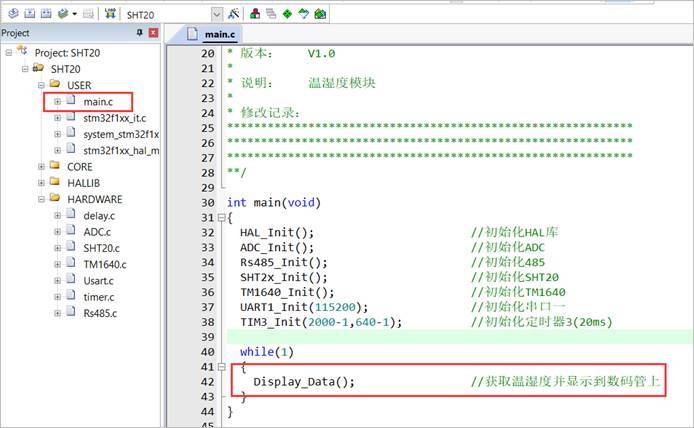 SHT20
Project
Project: SHT20
SHT20
USER
main.c
stm32f1xx_it.c
system_stm32f1x
stm32f1xx_hal_m
CORE
HALLIB
HARDWARE
delay.c
ADC.c
SHT20.c
TM1640.c
Usart.c
timer.c
Rs485.c
main.c
20 * 版本: V1.0
21 *
22 * 说明: 温湿度模块
23 *
24 * 修改记录:
25 *******************************************************
26 *******************************************************
27 *******************************************************
28 **/
29
30 int main(void)
31 {
32 HAL_Init(); //初始化HAL库
33 ADC_Init(); //初始化ADC
34 Rs485_Init(); //初始化485
35 SHT2x_Init(); //初始化SHT20
36 TM1640_Init(); //初始化TM1640
37 UART1_Init(115200); //初始化串口一
38 TIM3_Init(2000-1,640-1); //初始化定时器3(20ms)
39
40 while(1)
41 {
42 Display_Data(); //获取温湿度并显示到数码管上
43 }
44 }
45